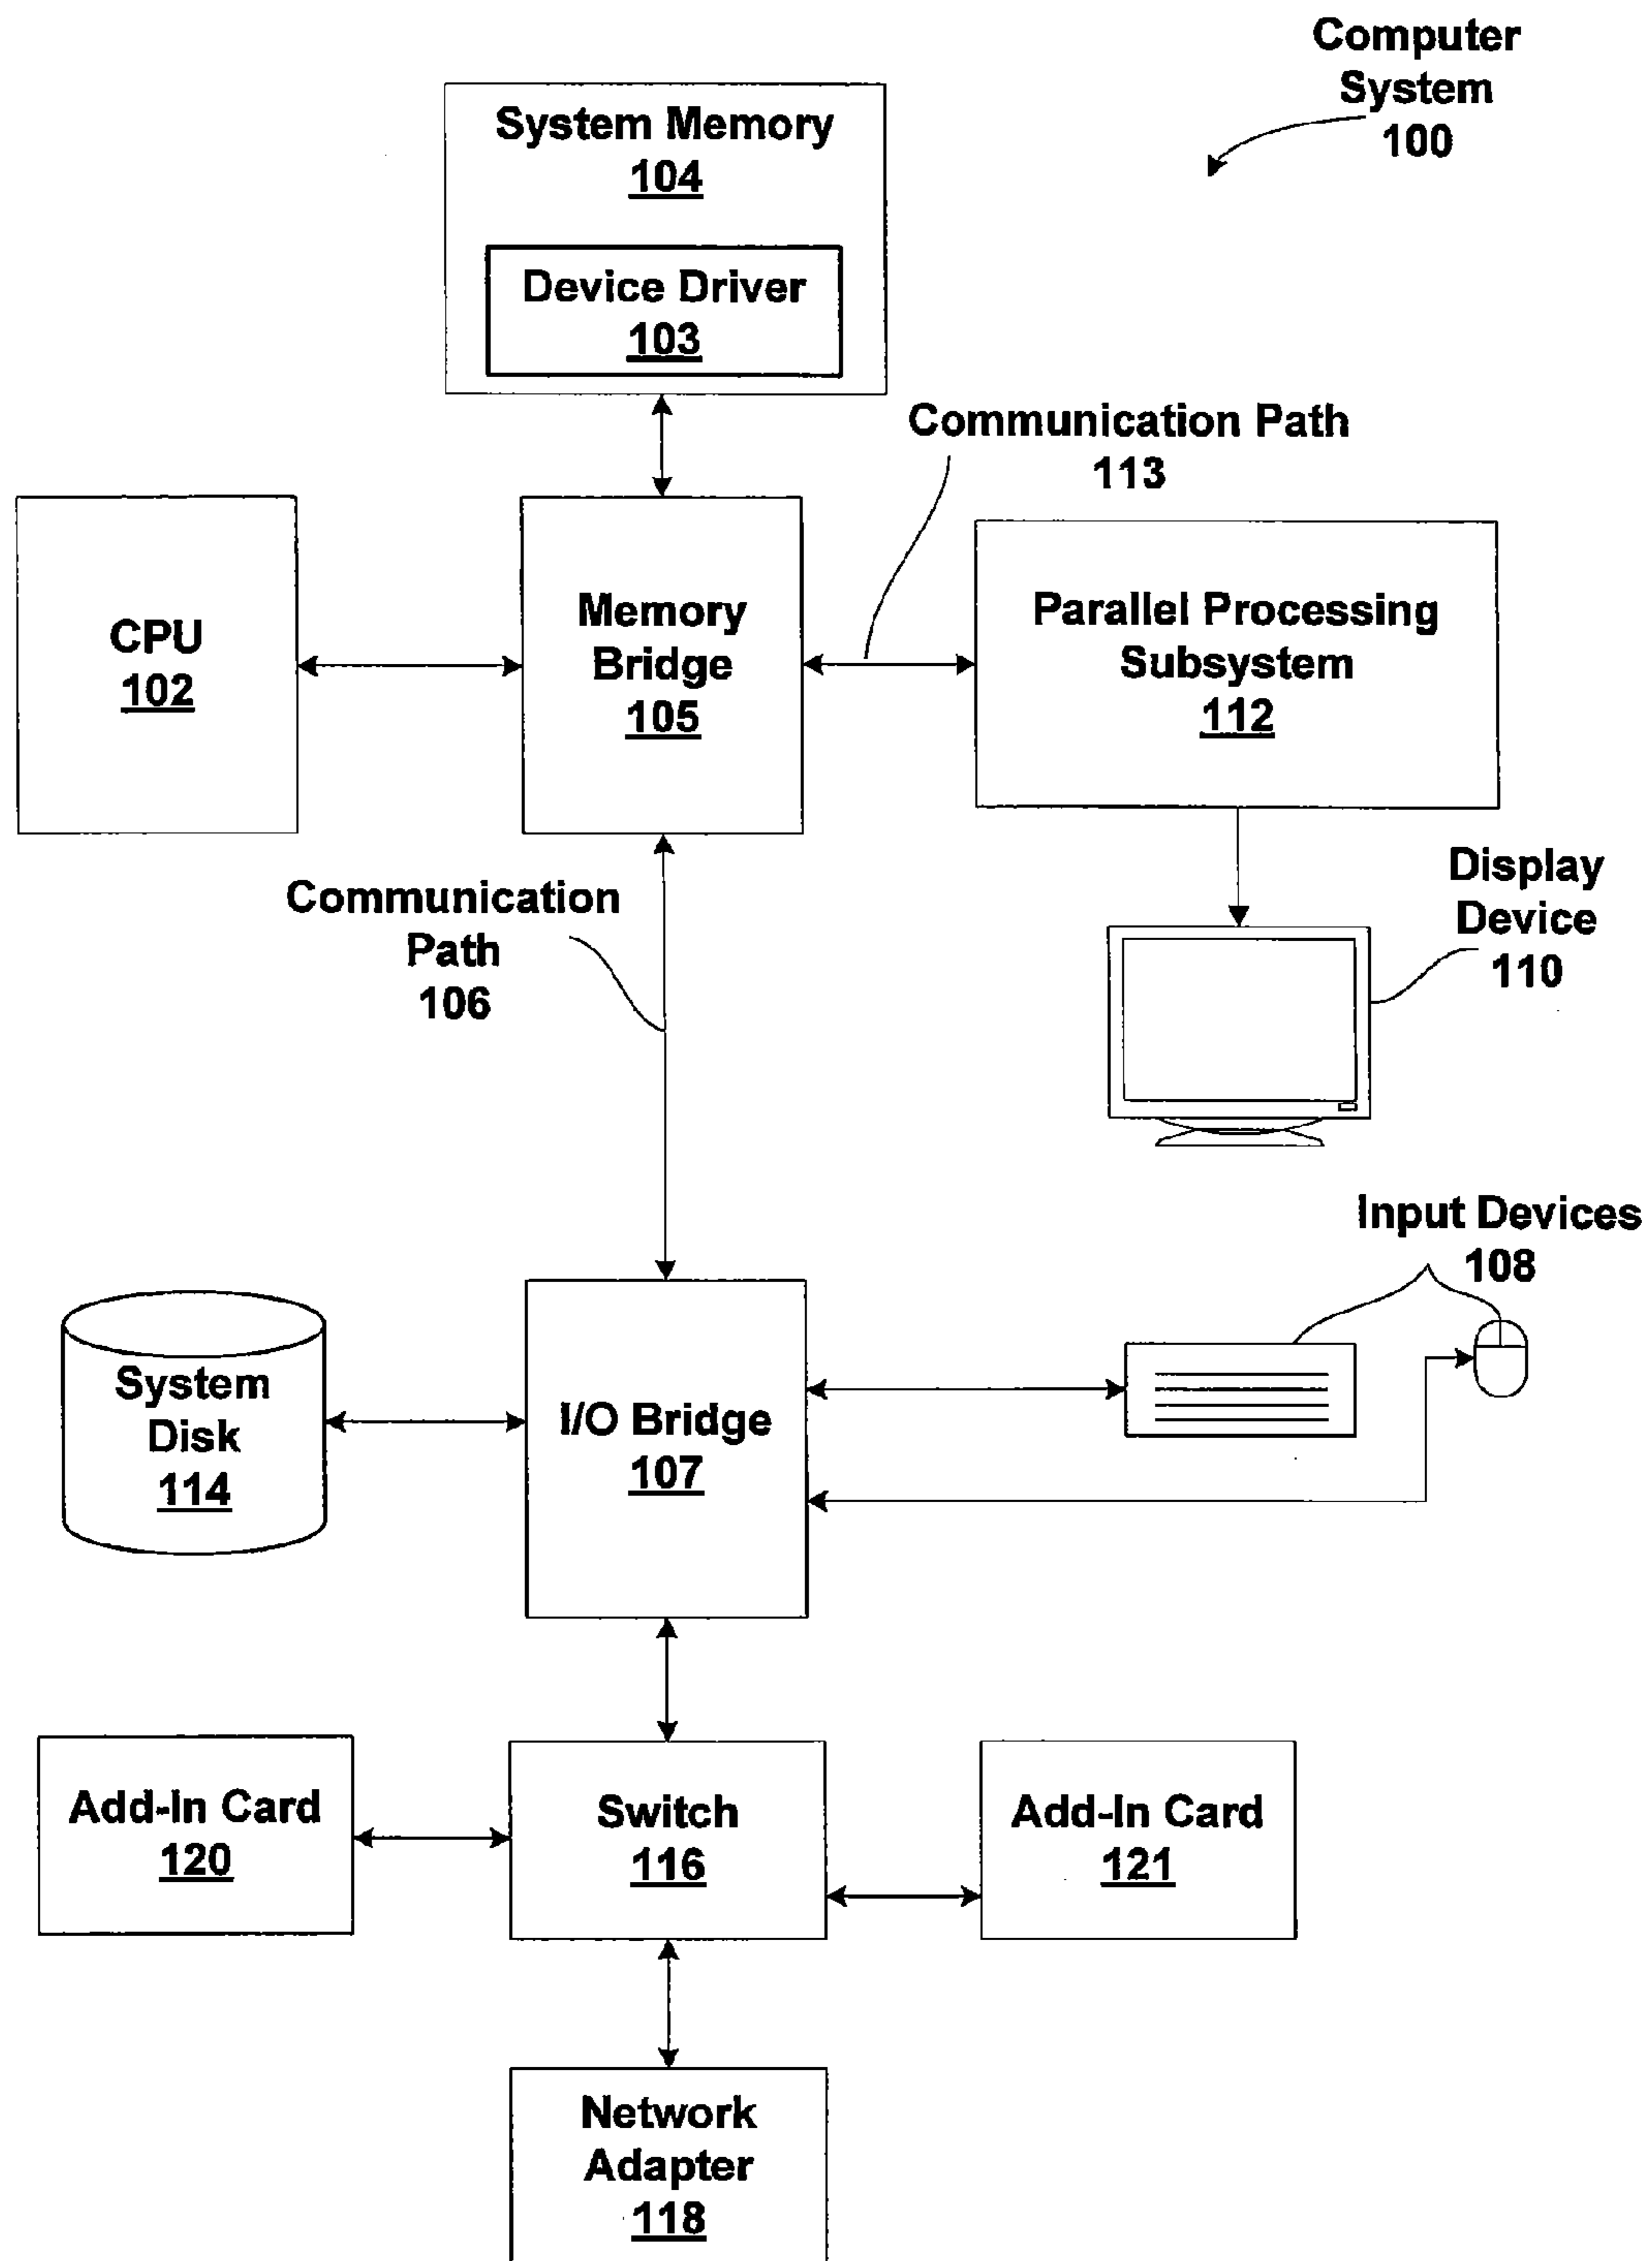 Computer
System
100
System Memory
104
Device Driver
103
Communication Path
113
CPU
102
Memory
Bridge
105
Parallel Processing
Subsystem
112
Communication
Path
106
Display
Device
110
Input Devices
108
System
Disk
114
I/O Bridge
107
Add-In Card
120
Switch
116
Add-In Card
121
Network
Adapter
118